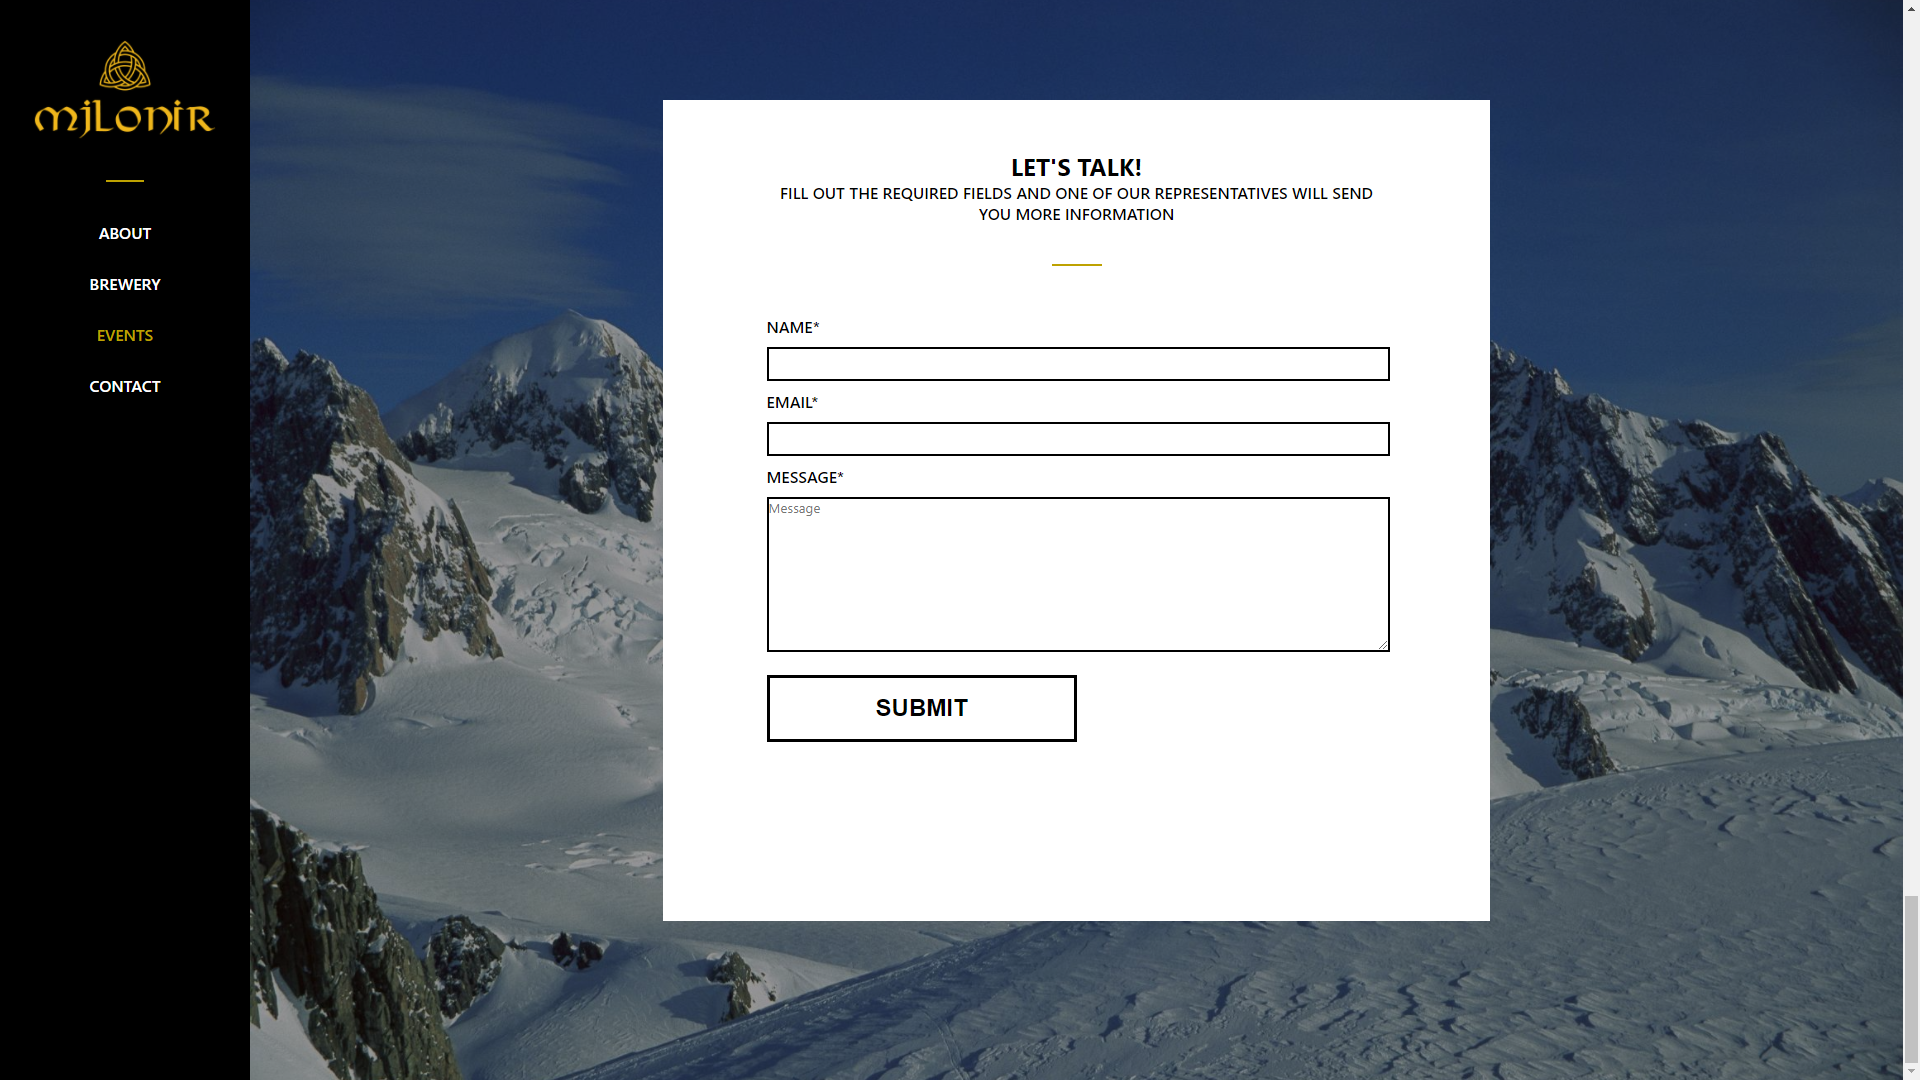 mjlonir
ABOUT
BREWERY
EVENTS
CONTACT
LET'S TALK!
FILL OUT THE REQUIRED FIELDS AND ONE OF OUR REPRESENTATIVES WILL SEND
YOU MORE INFORMATION
NAME*
EMAIL*
MESSAGE*
Message
SUBMIT